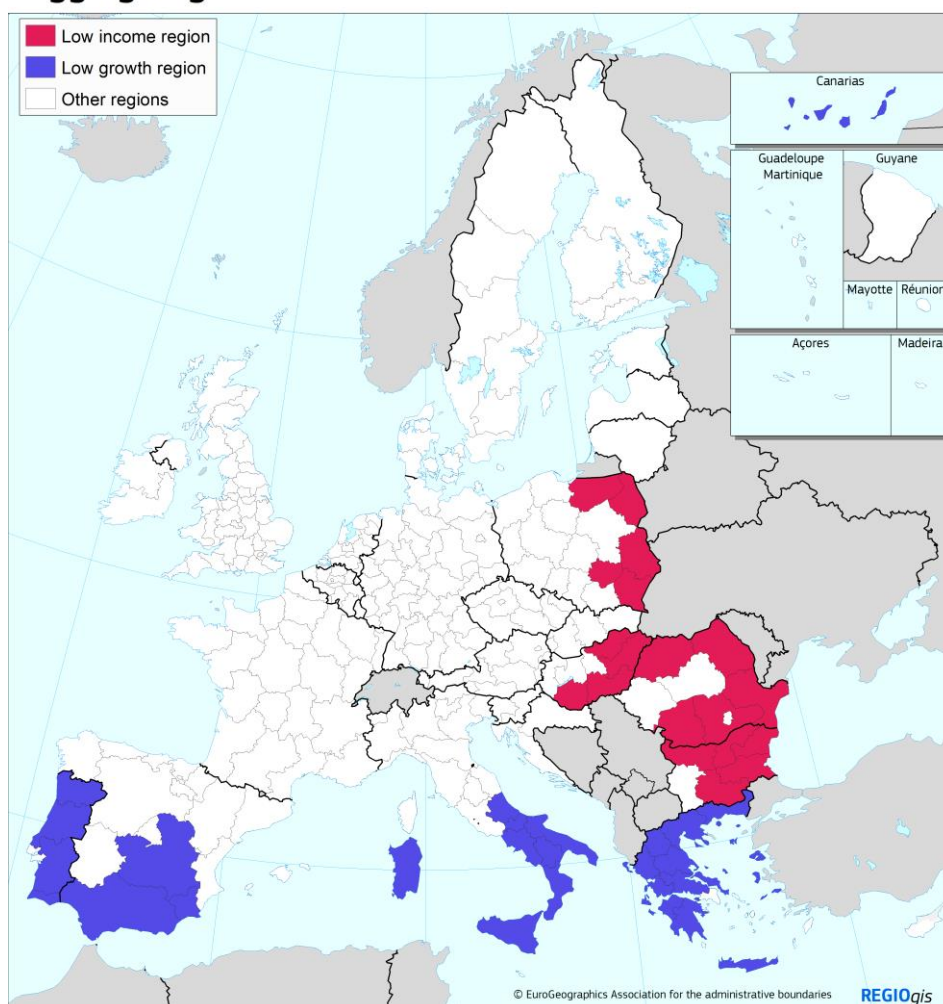 Low income region
Low growth region
Other regions
Canarias
Guadeloupe
Martinique
Guyane
Mayotte
Réunion
Açores
Madeira
© EuroGeographics Association for the administrative boundaries
REGIOgis